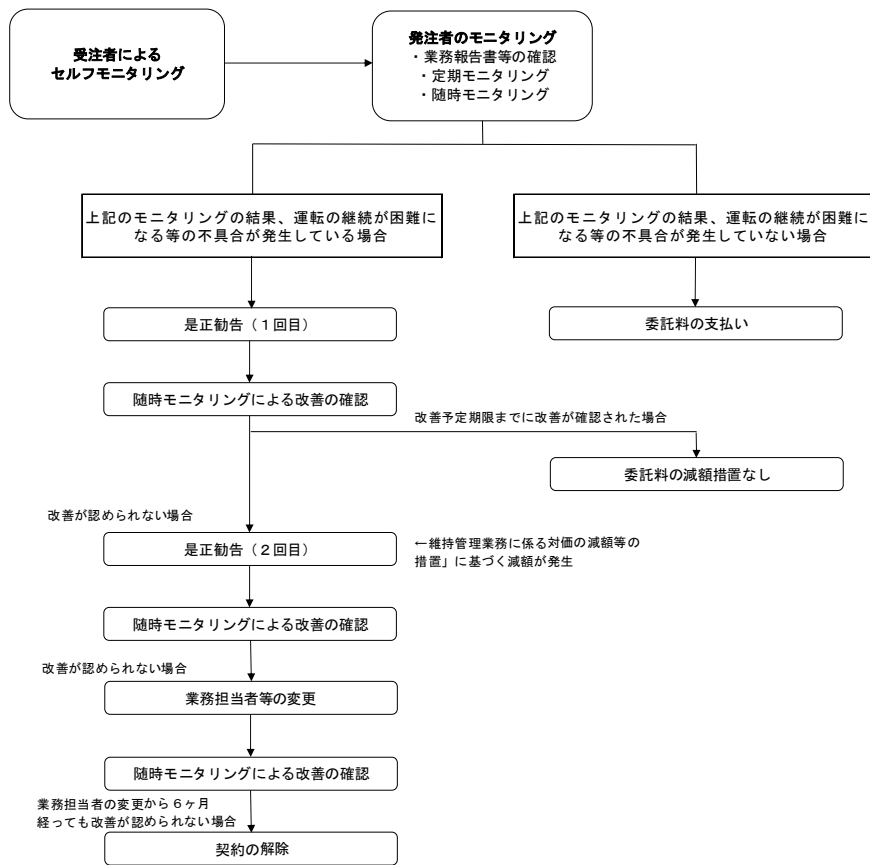 受注者による
セルフモニタリング
発注者のモニタリング
・業務報告書等の確認
・定期モニタリング
・随時モニタリング
上記のモニタリングの結果、運転の継続が困難に
なる等の不具合が発生している場合
上記のモニタリングの結果、運転の継続が困難に
なる等の不具合が発生していない場合
是正勧告（１回目）
委託料の支払い
随時モニタリングによる改善の確認
改善予定期限までに改善が確認された場合
委託料の減額措置なし
改善が認められない場合
是正勧告（２回目）
←維持管理業務に係る対価の減額等の
措置」に基づく減額が発生
随時モニタリングによる改善の確認
改善が認められない場合
業務担当者等の変更
随時モニタリングによる改善の確認
業務担当者の変更から６ヶ月
経っても改善が認められない場合
契約の解除